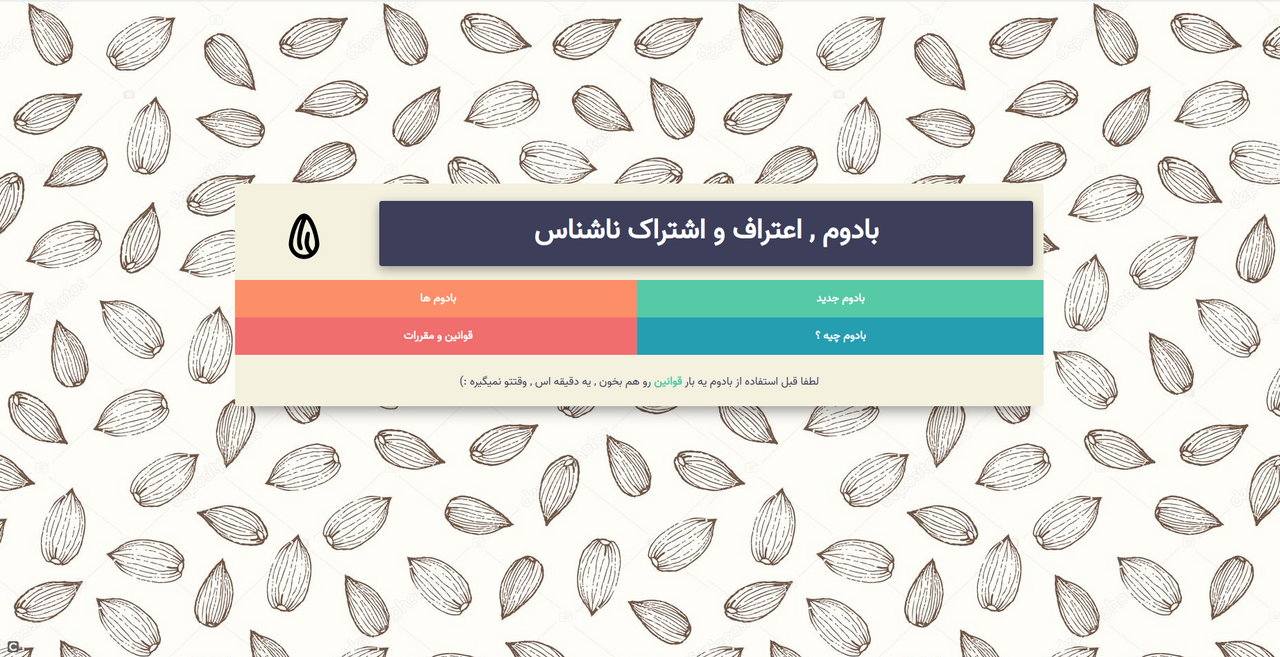 بادوم , اعتراف و اشتراک ناشناس
بادوم جدید
بادوم ها
بادوم چیه ؟
قوانین و مقررات
لطفا قبل استفاده از بادوم یه بار قوانین رو هم بخون , یه دقیقه اس , وقتتو نمیگیره :)